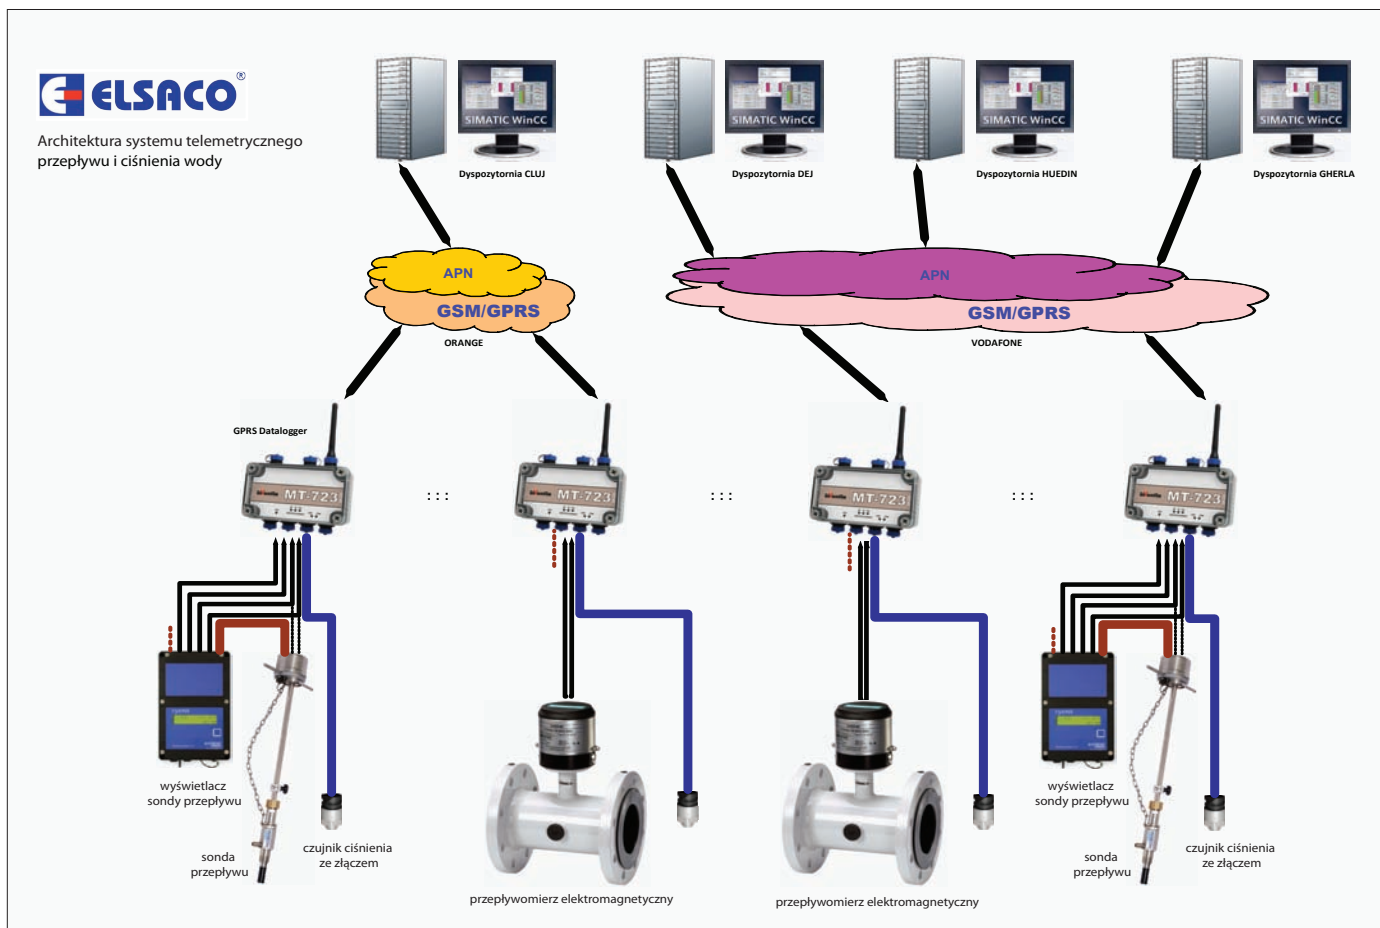 ELSACO®
Architektura systemu telemetrycznego
przepływu i ciśnienia wody
SIMATIC WinCC
SIMATIC WinCC
SIMATIC WinCC
SIMATIC WinCC
Dyspozytornia CLUJ
Dyspozytornia DEJ
Dyspozytornia HUEDIN
Dyspozytornia GHERLA
APN
GSM/GPRS
ORANGE
APN
GSM/GPRS
VODAFONE
GPRS Datalogger
MT-723
: : :
MT-723
: : :
MT-723
: : :
MT-723
wyświetlacz
sondy przepływu
sonda
przepływu
czujnik ciśnienia
ze złączem
przepływomierz elektromagnetyczny
przepływomierz elektromagnetyczny
wyświetlacz
sondy przepływu
sonda
przepływu
czujnik ciśnienia
ze złączem